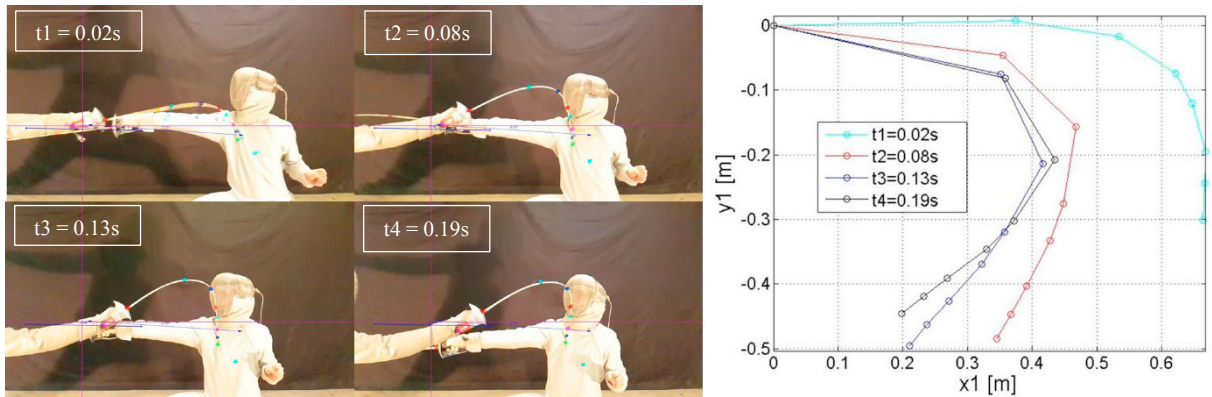 t1 = 0.02s
t2 = 0.08s
t3 = 0.13s
t4 = 0.19s
0
-0.1
-0.2
-0.3
-0.4
-0.5
y1 [m]
t1=0.02s
t2=0.08s
t3=0.13s
t4=0.19s
0 0.1 0.2 0.3 0.4 0.5 0.6
x1 [m]